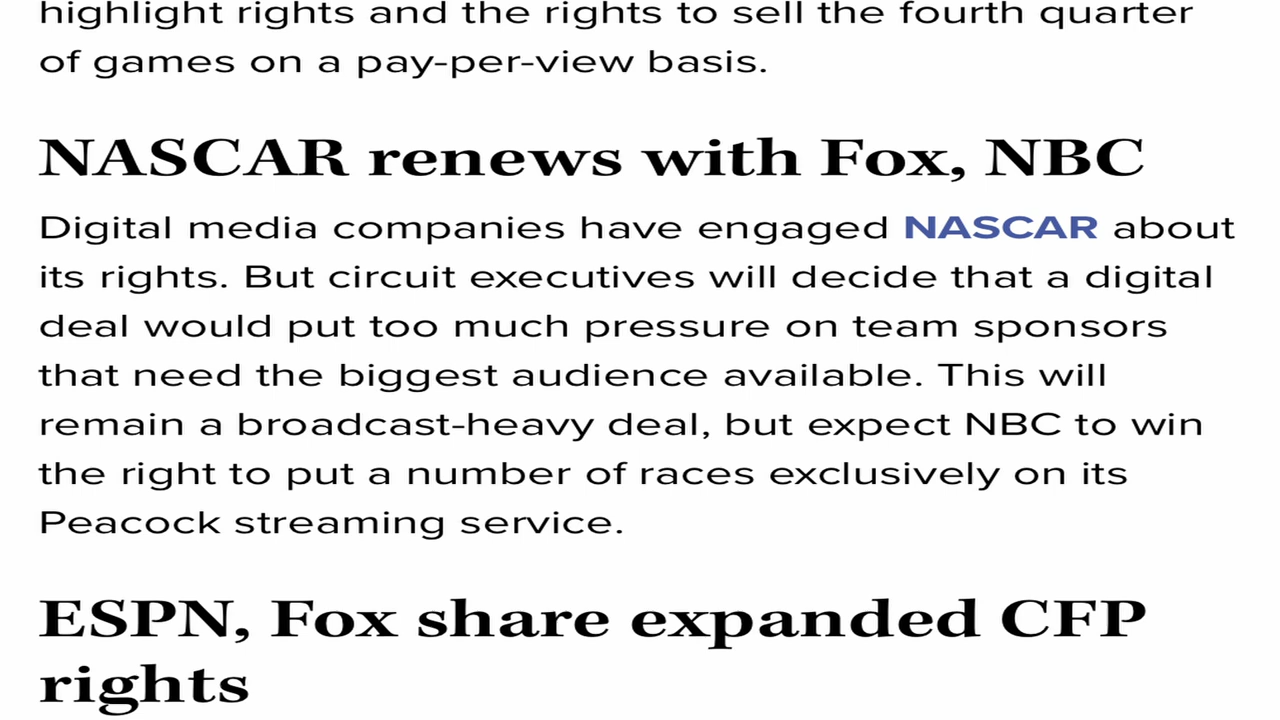 highlight rights and the rights to sell the fourth quarter
of games on a pay-per-view basis.
NASCAR renews with Fox, NBC
Digital media companies have engaged NASCAR about
its rights. But circuit executives will decide that a digital
deal would put too much pressure on team sponsors
that need the biggest audience available. This will
remain a broadcast-heavy deal, but expect NBC to win
the right to put a number of races exclusively on its
Peacock streaming service.
ESPN, Fox share expanded CFP
rights